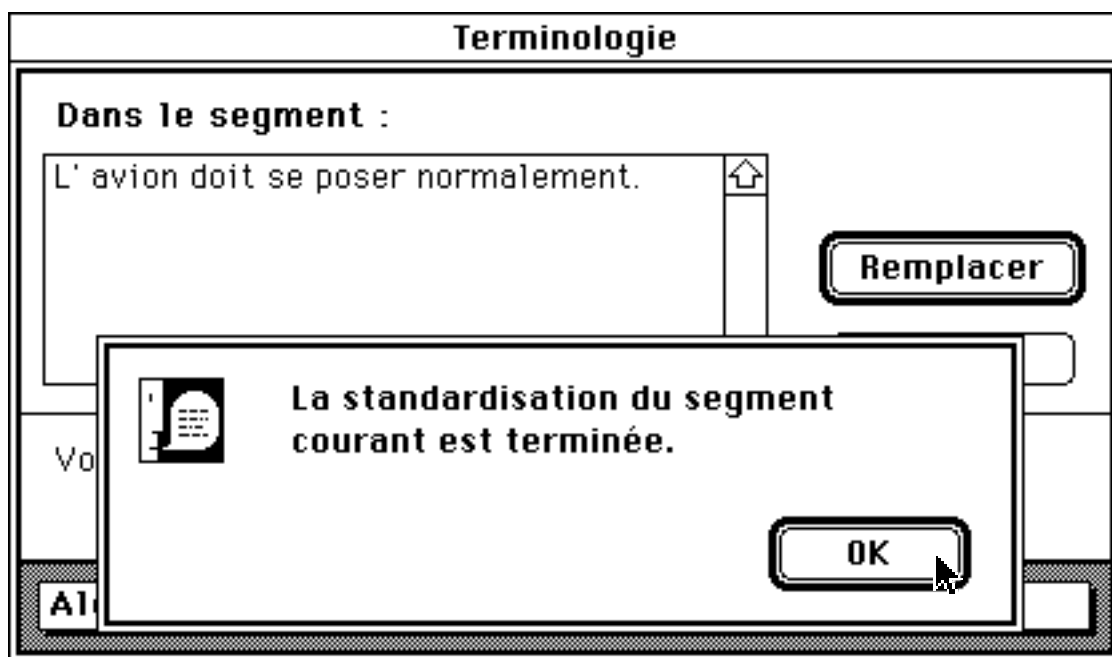 Terminologie
Dans le segment :
L' avion doit se poser normalement.
Remplacer
La standardisation du segment
courant est terminée.
OK